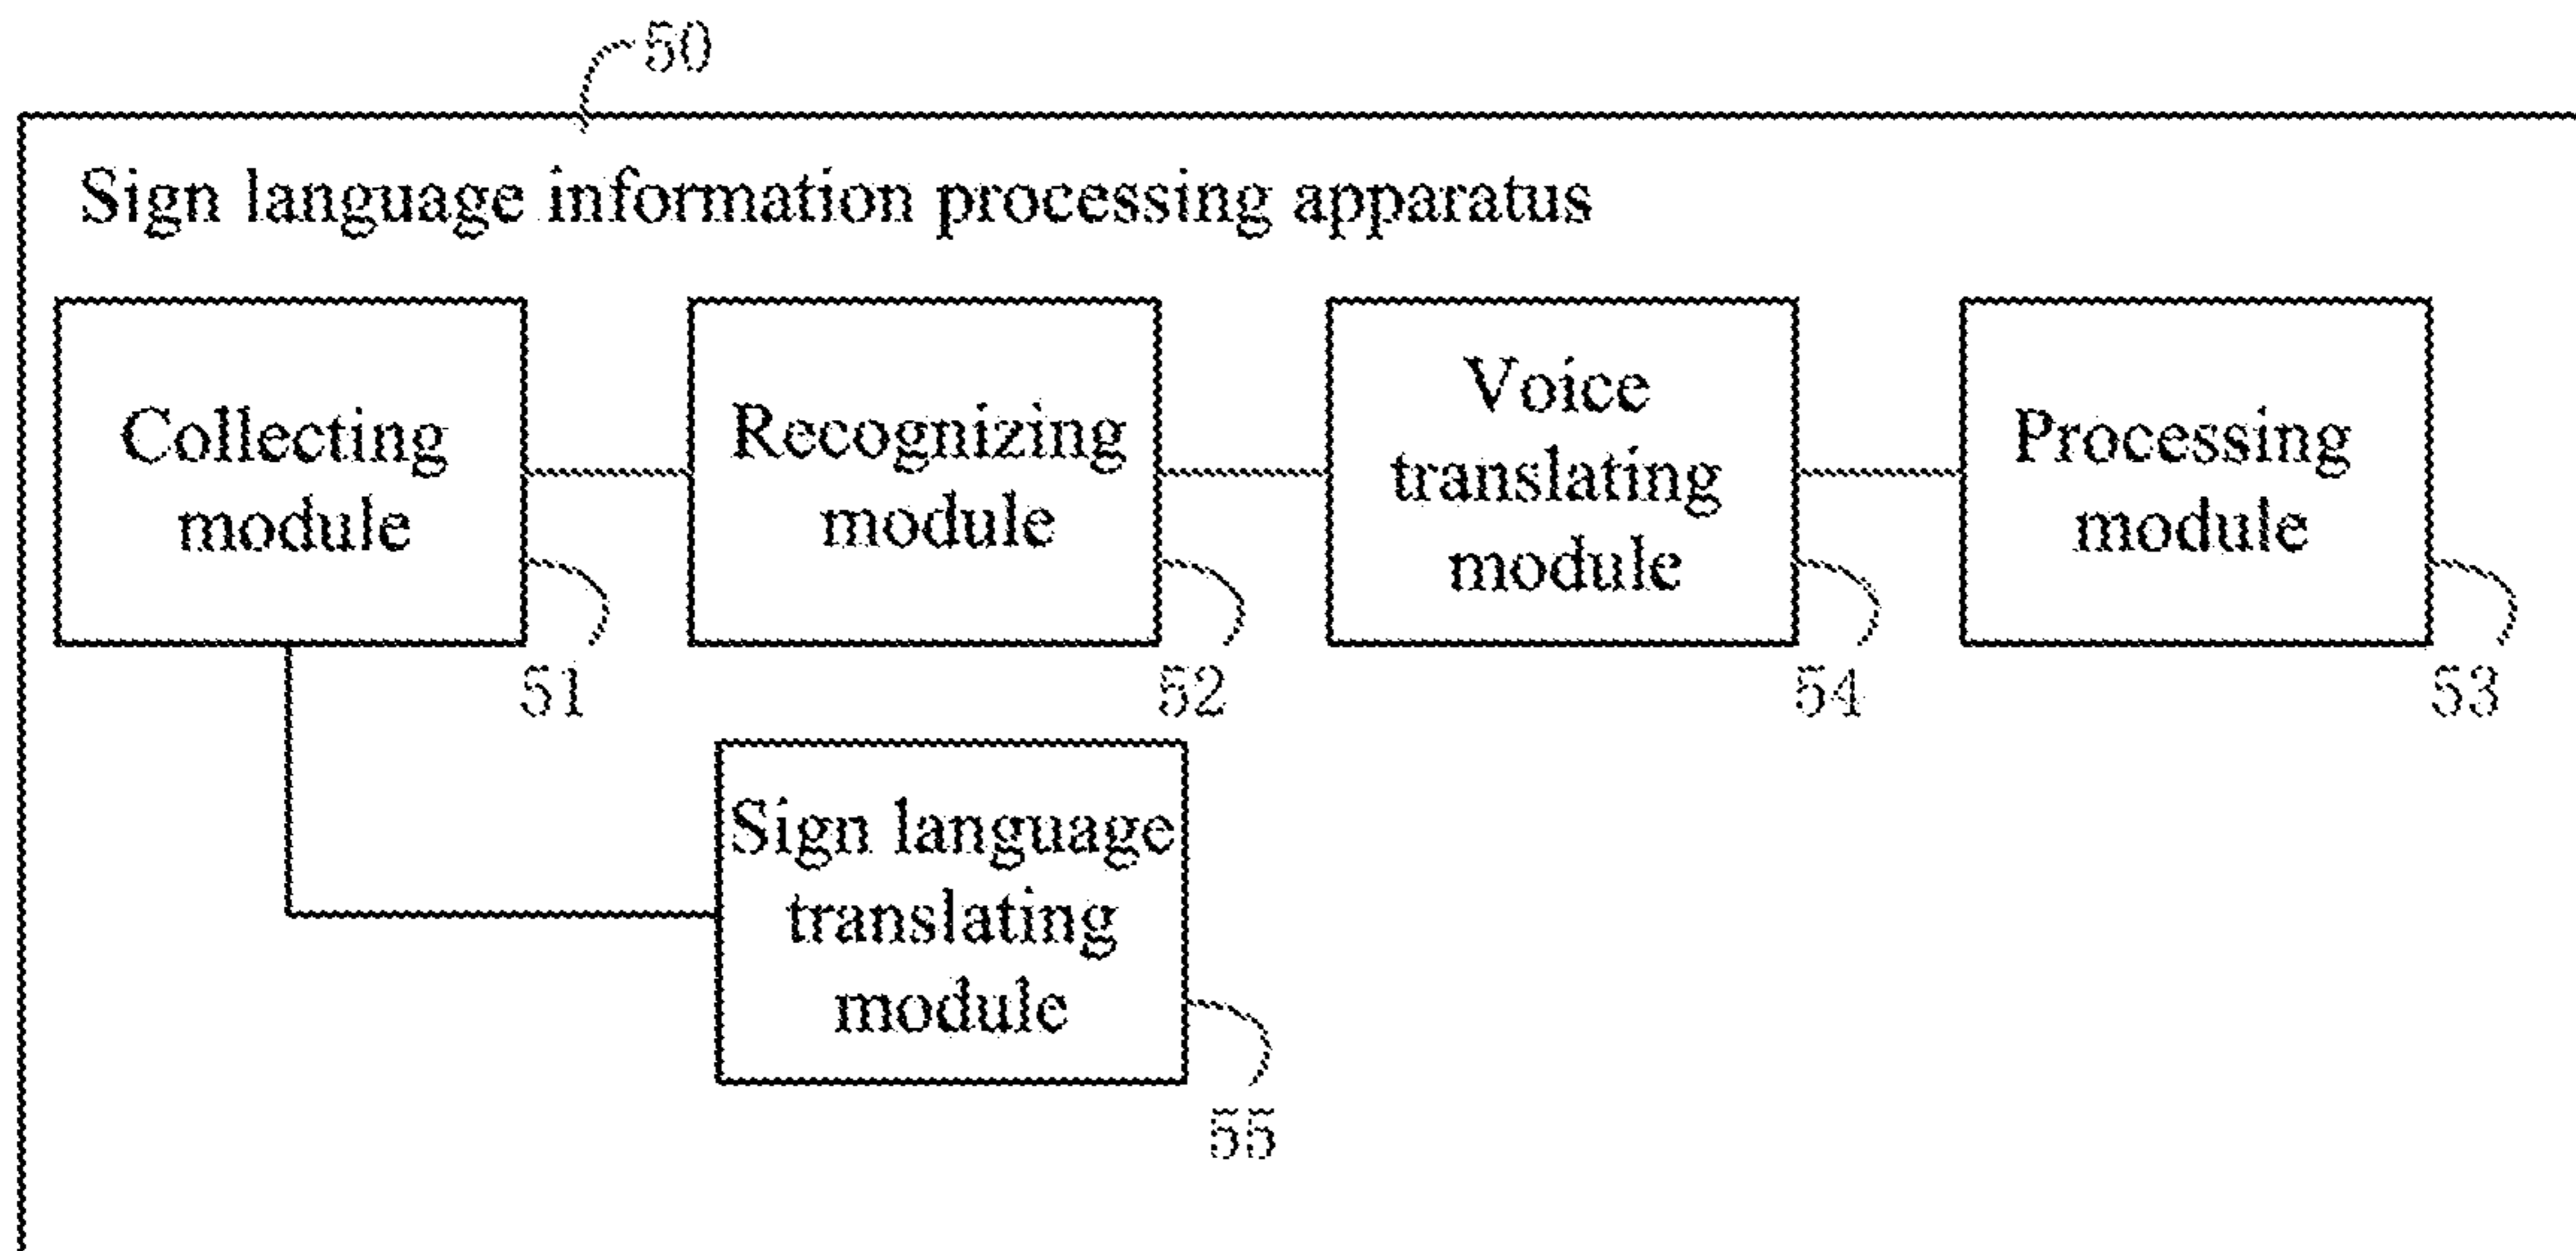 50
Sign language information processing apparatus
Collecting
module
Recognizing
module
Voice
translating
module
Processing
module
51
52
54
53
Sign language
translating
module
55